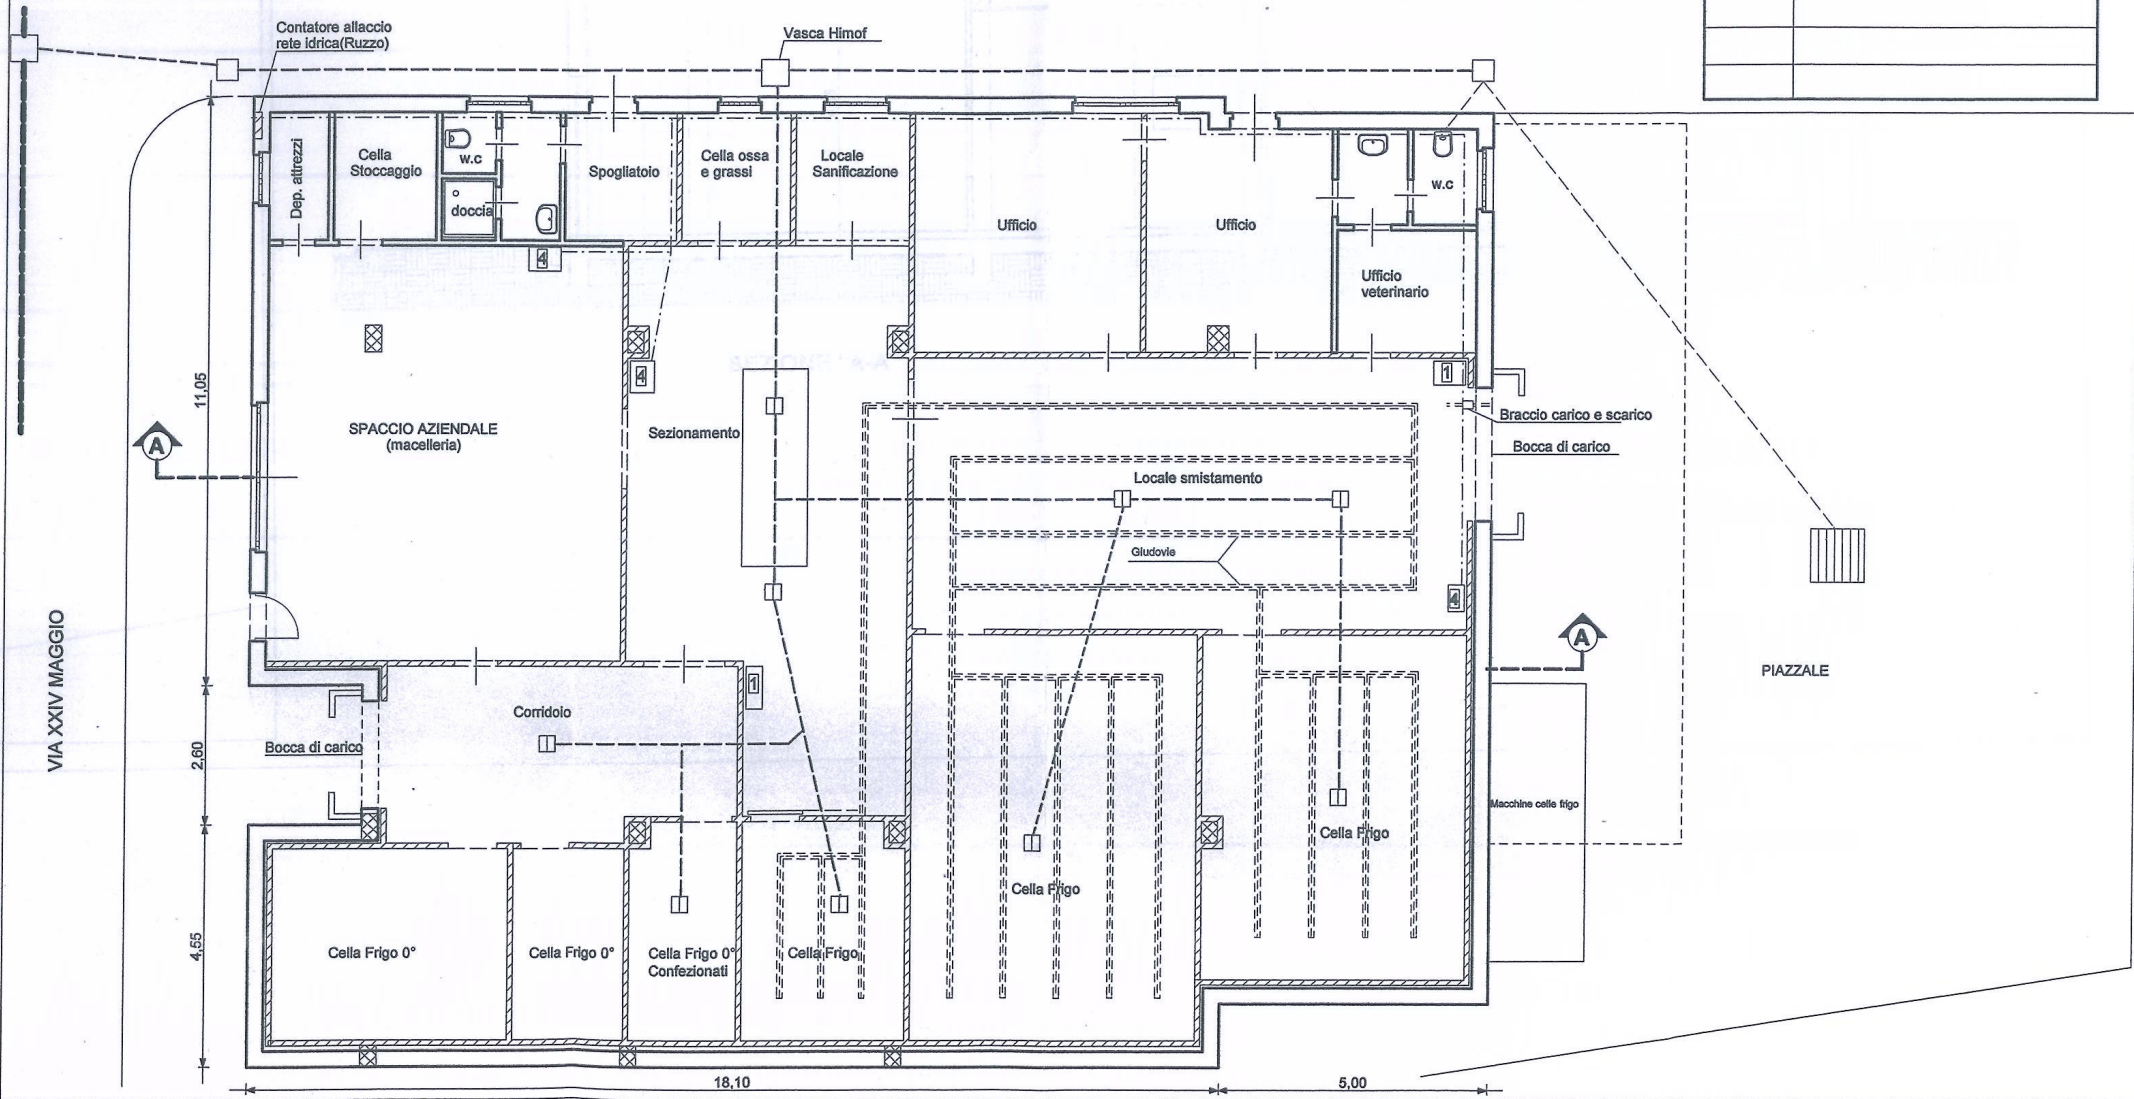 Contatore allaccio
rete idrica(Ruzzo)
Vasca Himof
Dep. attrezzi
Cella
Stoccaggio
w.c
doccia
Spogliatoio
Cella ossa
e grassi
Locale
Sanificazione
Ufficio
Ufficio
w.c
Ufficio
veterinario
4
4
1
11,05
A
SPACCIO AZIENDALE
(macelleria)
Sezionamento
Braccio carico e scarico
Bocca di carico
Locale smistamento
Giudovie
4
A
VIA XXIV MAGGIO
PIAZZALE
1
Corridoio
2,60
Bocca di carico
Macchine celle frigo
Cella Frigo
Cella Frigo
4,55
Cella Frigo 0°
Cella Frigo 0°
Cella Frigo 0°
Confezionati
Cella Frigo
18,10
5,00